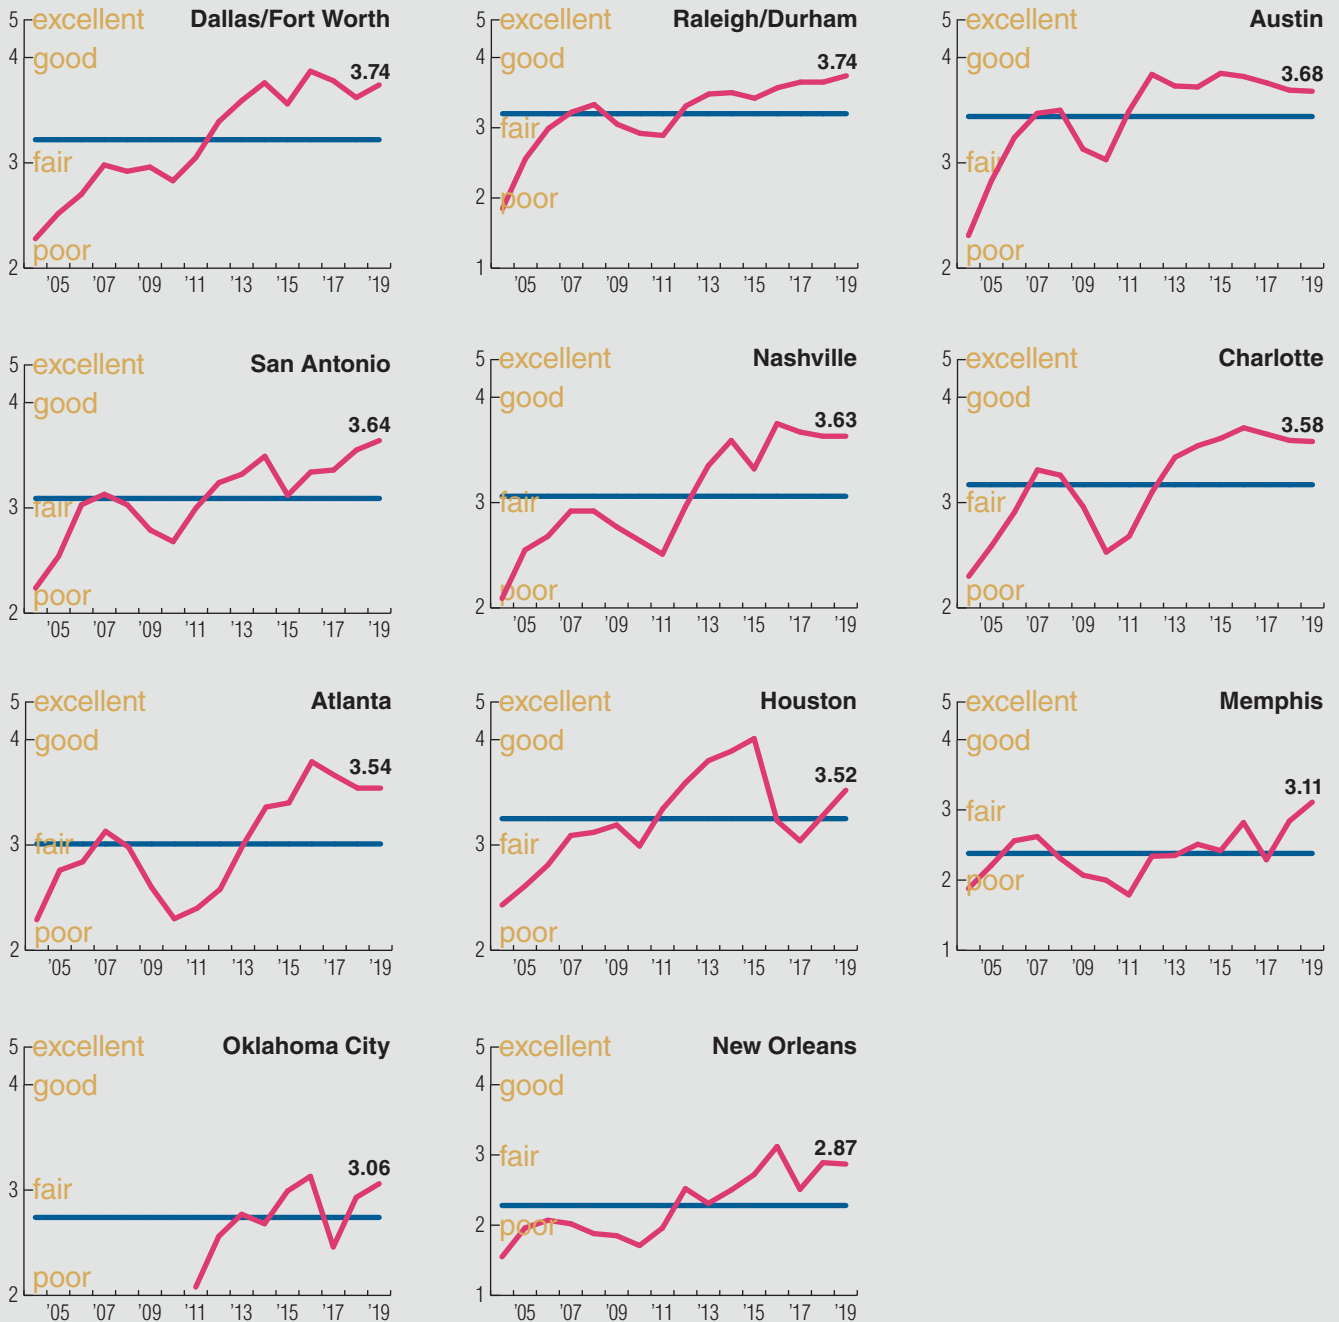 Dallas/Fort Worth
5 excellent
4 good
3.74
3 fair
poor
2
'05 '07 '09 '11 '13 '15 '17 '19
Raleigh/Durham
5 excellent
4 good
3.74
3 fair
2 poor
1
'05 '07 '09 '11 '13 '15 '17 '19
Austin
5 excellent
4 good
3.68
3 fair
poor
2
'05 '07 '09 '11 '13 '15 '17 '19
San Antonio
5 excellent
4 good
3.64
3 fair
poor
2
'05 '07 '09 '11 '13 '15 '17 '19
Nashville
5 excellent
4 good
3.63
3 fair
poor
2
'05 '07 '09 '11 '13 '15 '17 '19
Charlotte
5 excellent
4 good
3.58
3 fair
poor
2
'05 '07 '09 '11 '13 '15 '17 '19
Atlanta
5 excellent
4 good
3.54
3 fair
poor
2
'05 '07 '09 '11 '13 '15 '17 '19
Houston
5 excellent
4 good
3.52
3 fair
poor
2
'05 '07 '09 '11 '13 '15 '17 '19
Memphis
5 excellent
4 good
3.11
3 fair
2 poor
1
'05 '07 '09 '11 '13 '15 '17 '19
Oklahoma City
5 excellent
4 good
3.06
3 fair
poor
2
'05 '07 '09 '11 '13 '15 '17 '19
New Orleans
5 excellent
4 good
2.87
3 fair
2 poor
1
'05 '07 '09 '11 '13 '15 '17 '19